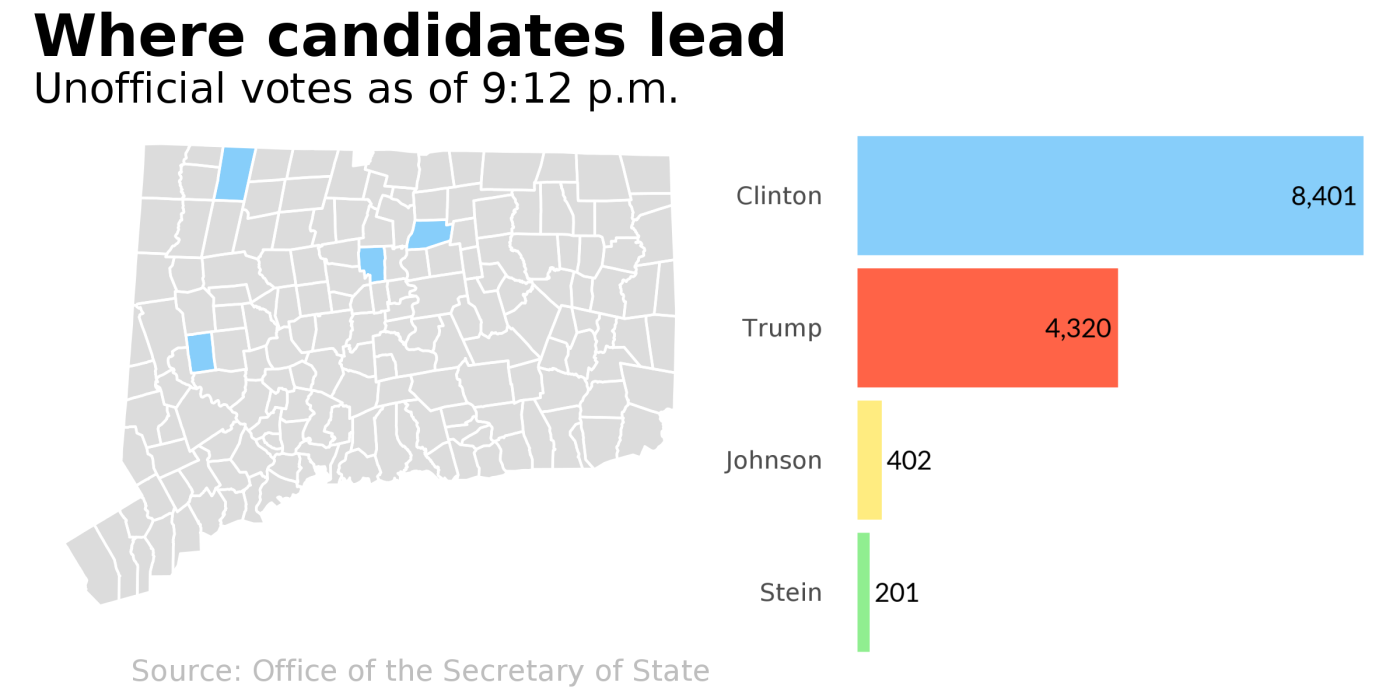 Where candidates lead
Unofficial votes as of 9:12 p.m.
Clinton
8,401
Trump
4,320
Johnson
402
Stein
201
Source: Office of the Secretary of State